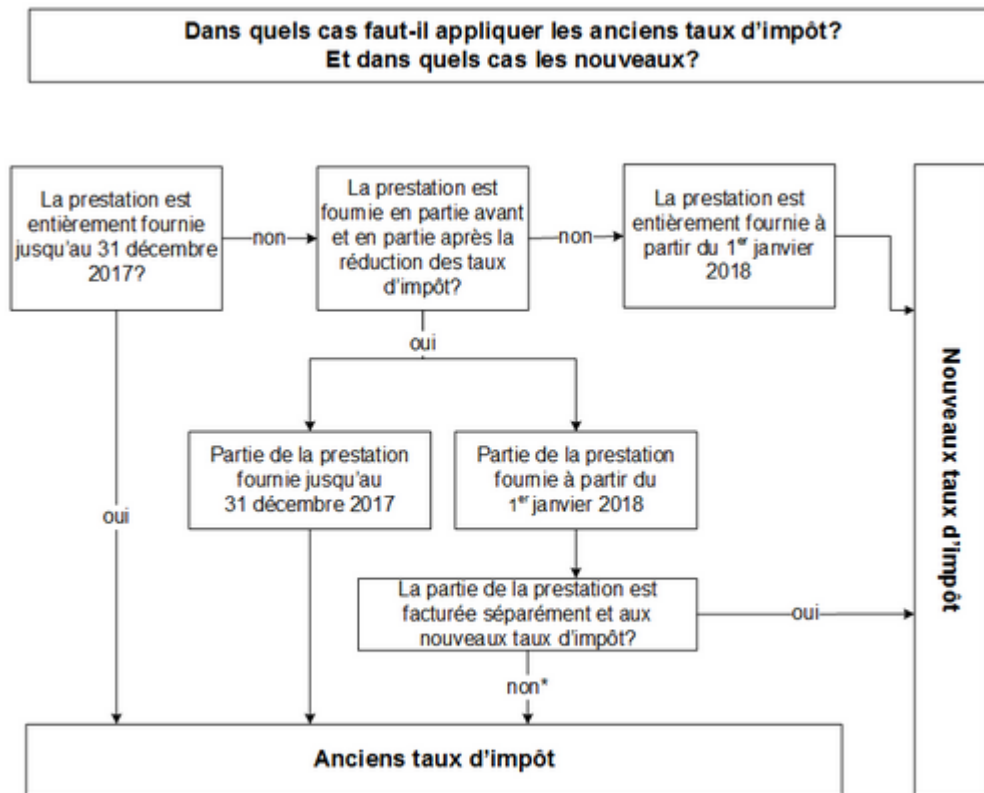 Dans quels cas faut-il appliquer les anciens taux d'impôt?
Et dans quels cas les nouveaux?
La prestation est
entièrement fournie
jusqu'au 31 décembre
2017?
non
La prestation est
fournie en partie avant
et en partie après la
réduction des taux
d'impôt?
non
La prestation est
entièrement fournie à
partir du 1er janvier
2018
oui
Partie de la prestation
fournie jusqu'au
31 décembre 2017
Partie de la prestation
fournie à partir du
1er janvier 2018
oui
La partie de la prestation est
facturée séparément et aux
nouveaux taux d'impôt?
oui
non*
Anciens taux d'impôt
Nouveaux taux d'impôt